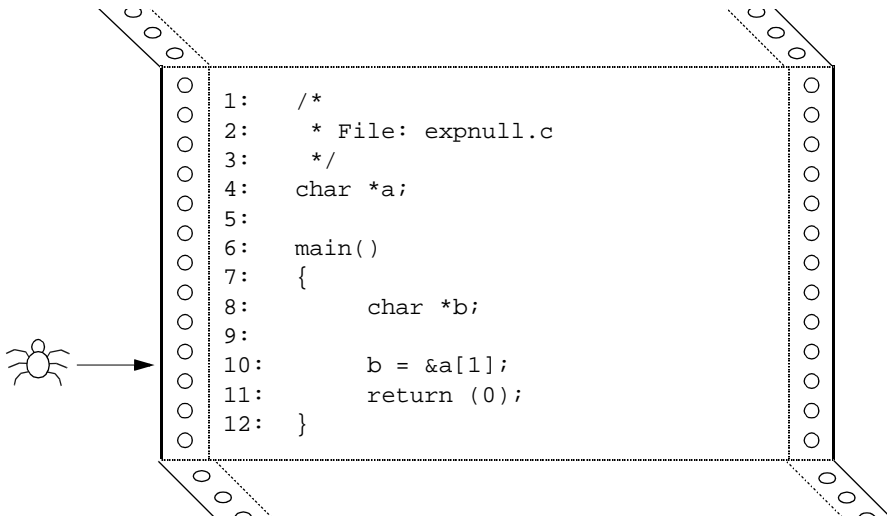 1:    /*
2:     * File: expnull.c
3:     */
4:    char *a;
5:
6:    main()
7:    {
8:         char *b;
9:
10:        b = &a[1];
11:        return (0);
12:   }